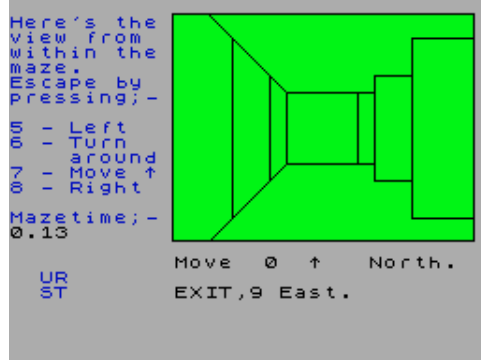 Here's the
view from
within the
maze.
Escape by
pressing;-
5 - Left
6 - Turn
around
7 - Move ↑
8 - Right
Mazetime;-
0.13
UR
ST
Move 0 ↑ North.
EXIT,9 East.